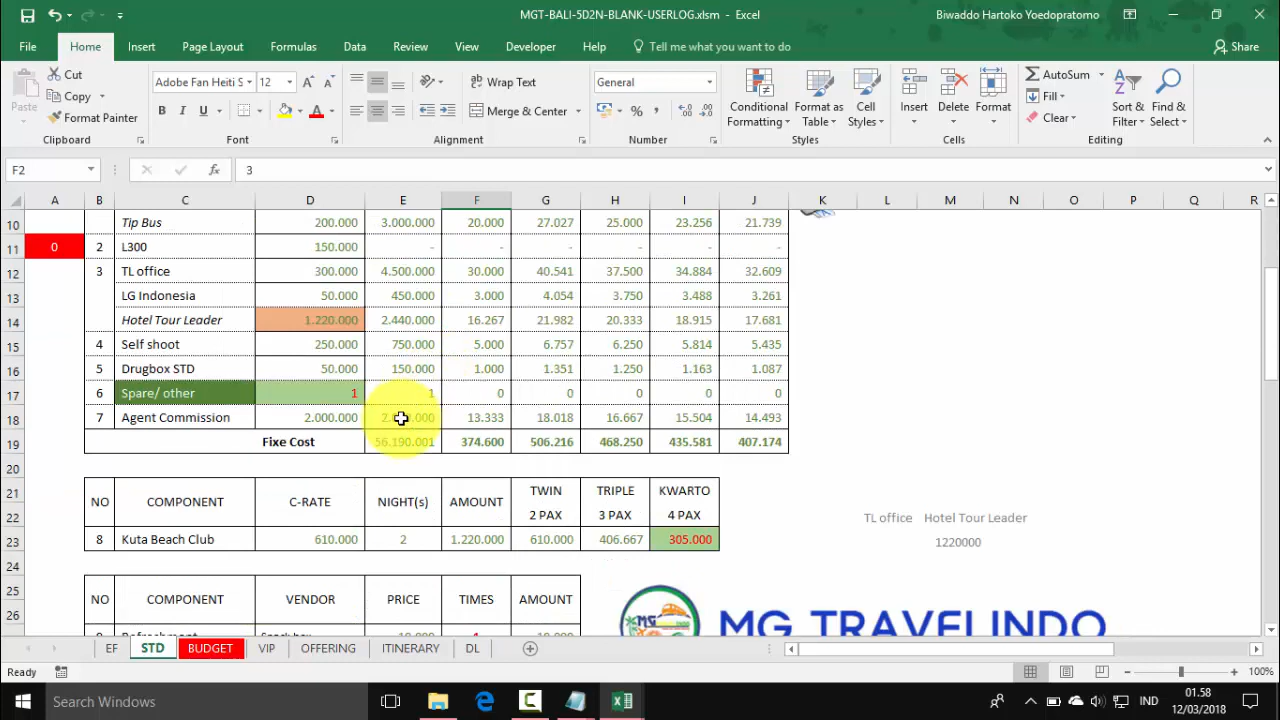 MGT-BALI-5D2N-BLANK-USERLOG.xlsm - Excel
Biwaddo Hartoko Yoedopratomo
File Home Insert Page Layout Formulas Data Review View Developer Help Tell me what you want to do Share
Paste Cut Copy Format Painter
Adobe Fan Heiti S 12
B I U
Wrap Text
Merge & Center
General
Conditional Formatting Format as Table Cell Styles
Insert Delete Format
AutoSum Fill Clear
Sort & Filter Find & Select
Clipboard Font Alignment Number Styles Cells Editing
F2 fx 3
A B C D E F G H I J K L M N O P Q R
10 Tip Bus 200.000 3.000.000 20.000 27.027 25.000 23.256 21.739
11 0 2 L300 150.000 - - - - - -
12 3 TL office 300.000 4.500.000 30.000 40.541 37.500 34.884 32.609
13 LG Indonesia 50.000 450.000 3.000 4.054 3.750 3.488 3.261
14 Hotel Tour Leader 1.220.000 2.440.000 16.267 21.982 20.333 18.915 17.681
15 4 Self shoot 250.000 750.000 5.000 6.757 6.250 5.814 5.435
16 5 Drugbox STD 50.000 150.000 1.000 1.351 1.250 1.163 1.087
17 6 Spare/ other 1 1 0 0 0 0 0
18 7 Agent Commission 2.000.000 13.333 18.018 16.667 15.504 14.493
19 Fixe Cost 56.190.001 374.600 506.216 468.250 435.581 407.174
20
21 NO COMPONENT C-RATE NIGHT(s) AMOUNT TWIN TRIPLE KWARTO
22 2 PAX 3 PAX 4 PAX TL office Hotel Tour Leader
23 8 Kuta Beach Club 610.000 2 1.220.000 610.000 406.667 305.000 1220000
24
25 NO COMPONENT VENDOR PRICE TIMES AMOUNT
26 MG TRAVELINDO
EF STD BUDGET VIP OFFERING ITINERARY DL
Ready 100%
Search Windows
IND
01.58
12/03/2018